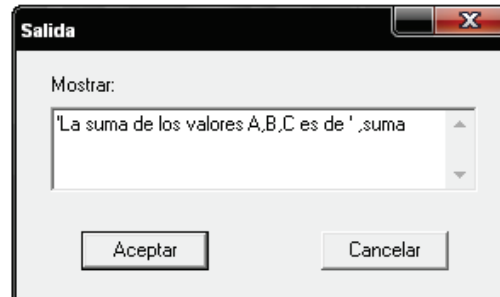 Salida
Mostrar:
'La suma de los valores A,B,C es de ' ,suma
Aceptar
Cancelar